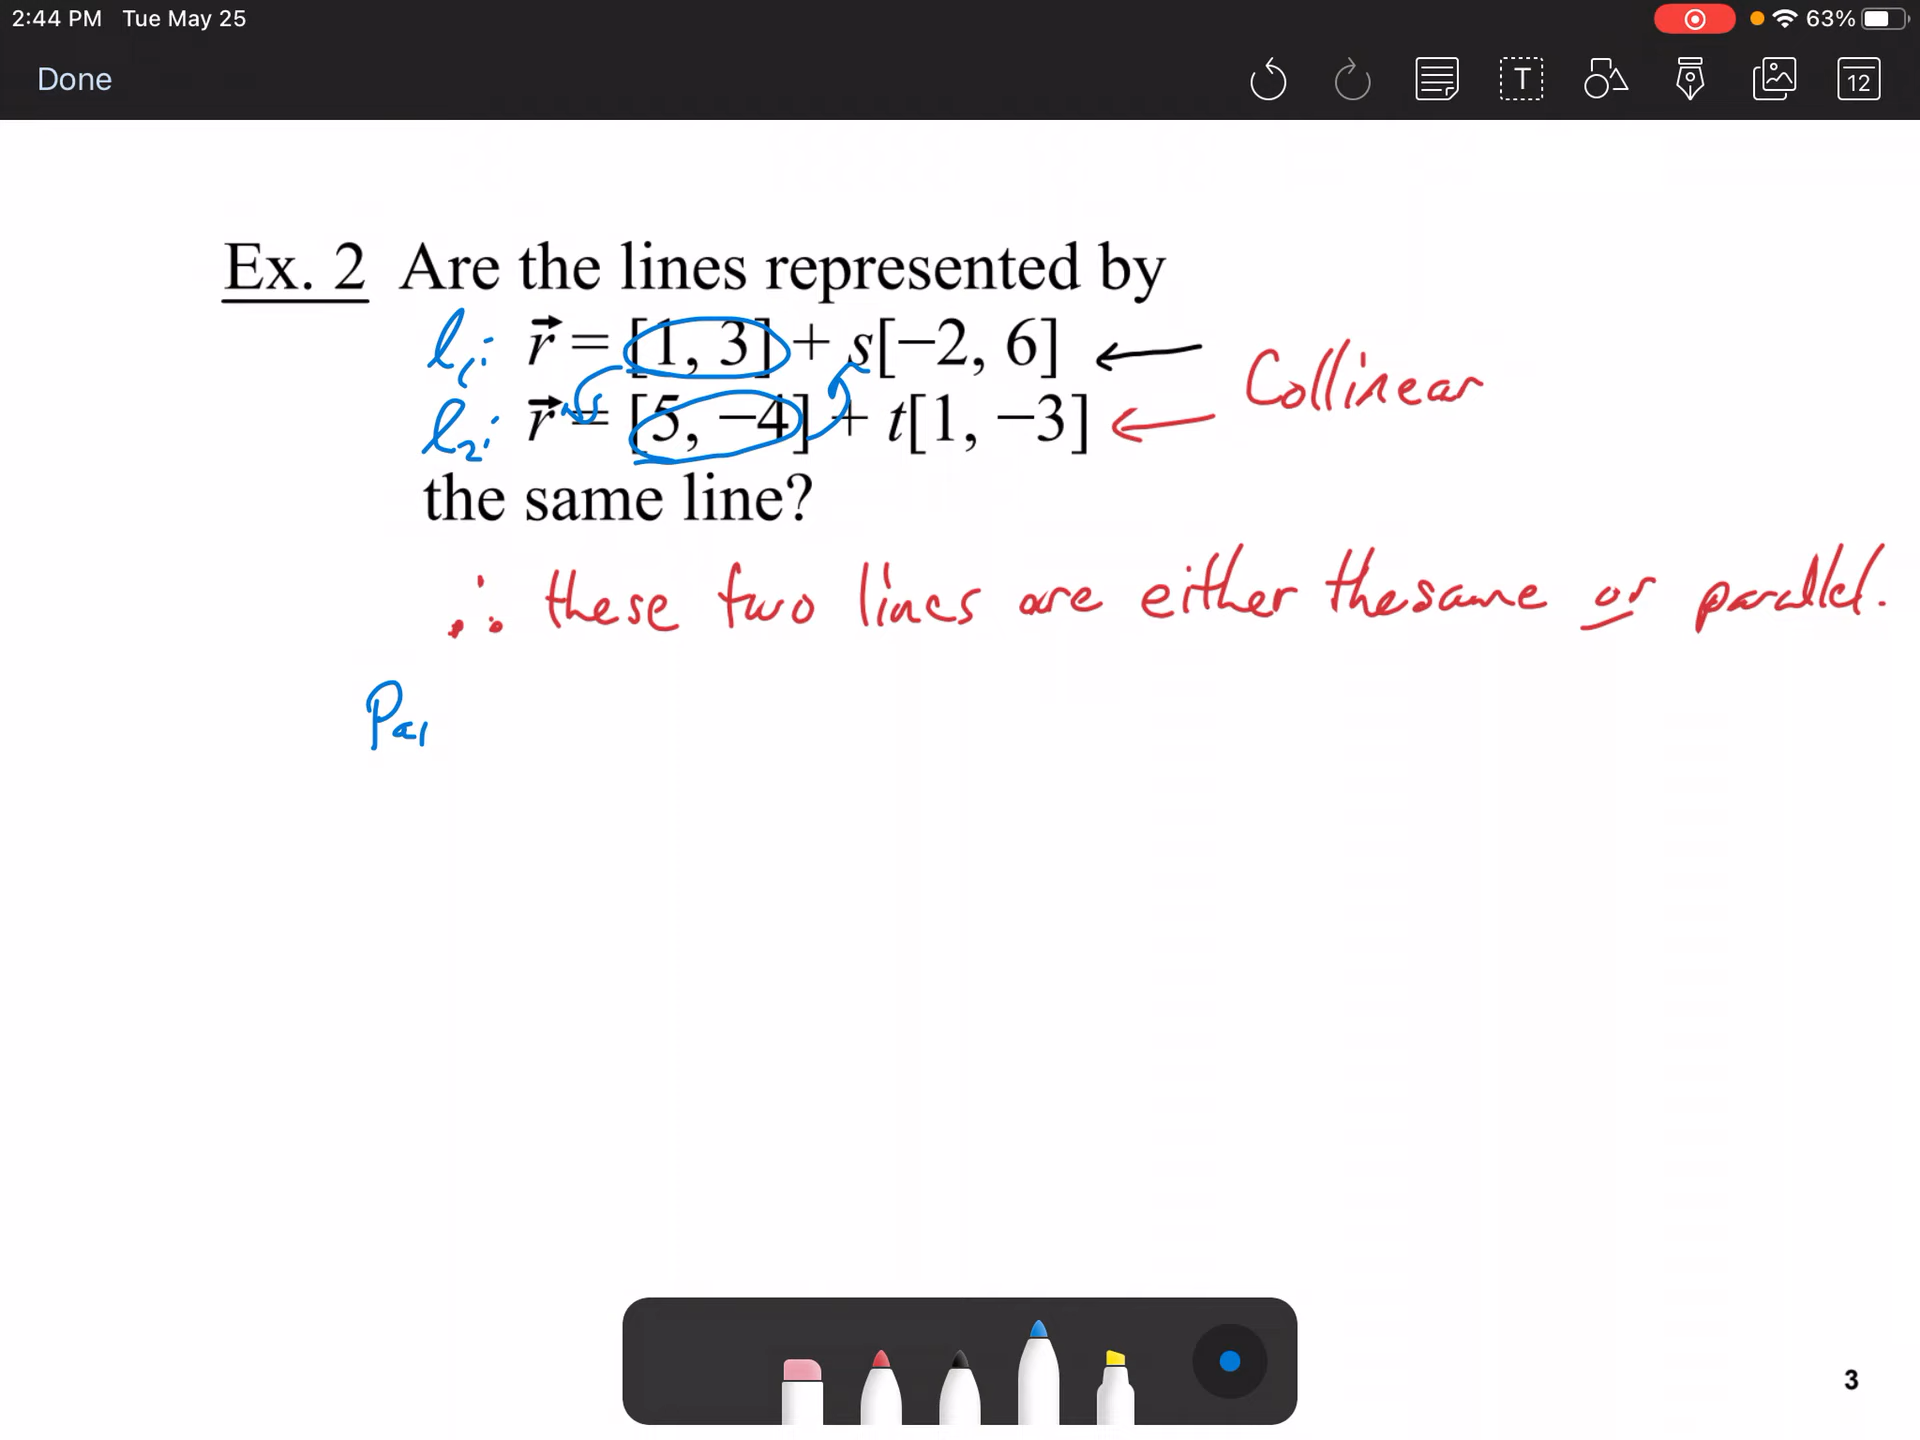 2:44 PM Tue May 25
63%
Done
T
12
Ex. 2 Are the lines represented by
l₁: r⃗ = [1, 3] + s[−2, 6]
Collinear
l₂: r⃗ = [5, −4] + t[1, −3]
the same line?
∴ these two lines are either the same or parallel.
Par
3